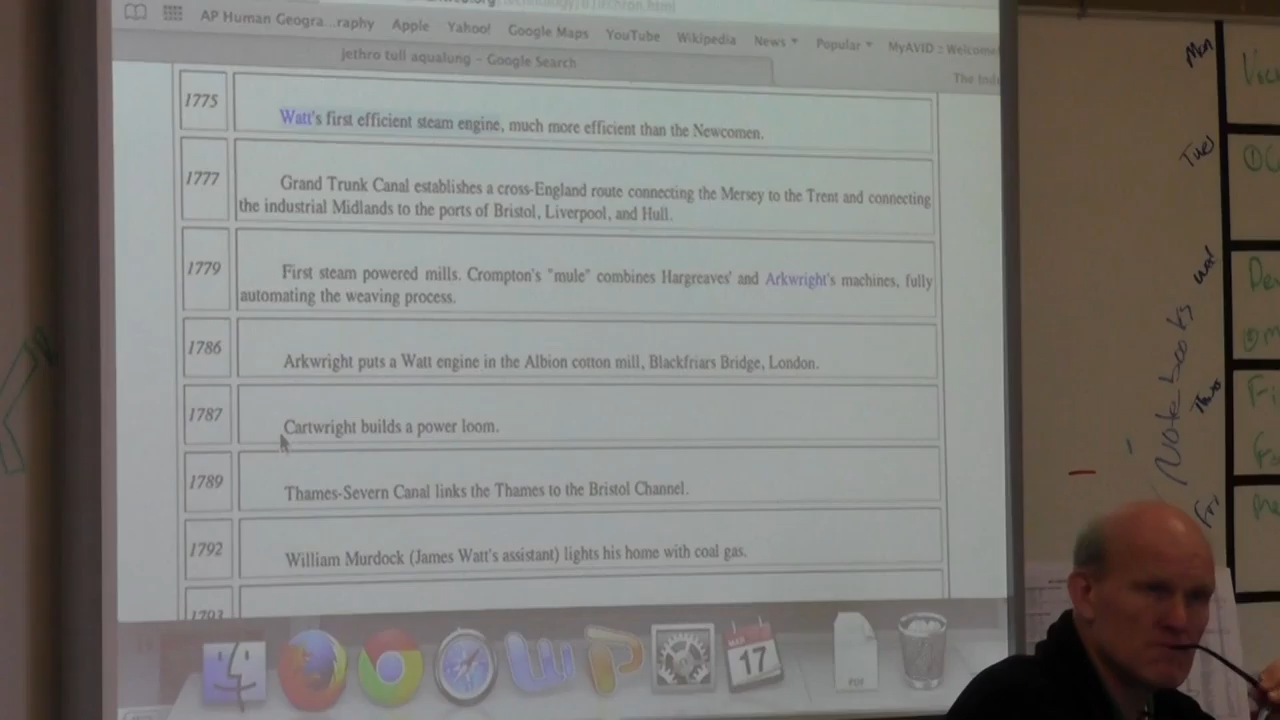 AP Human Geogra...raphy Apple Yahoo! Google Maps YouTube Wikipedia News Popular MyAVID :: Welcome
jethro tull aqualung - Google Search
1775 Watt's first efficient steam engine, much more efficient than the Newcomen.
1777 Grand Trunk Canal establishes a cross-England route connecting the Mersey to the Trent and connecting
the industrial Midlands to the ports of Bristol, Liverpool, and Hull.
1779 First steam powered mills. Crompton's "mule" combines Hargreaves' and Arkwright's machines, fully
automating the weaving process.
1786 Arkwright puts a Watt engine in the Albion cotton mill, Blackfriars Bridge, London.
1787 Cartwright builds a power loom.
1789 Thames-Severn Canal links the Thames to the Bristol Channel.
1792 William Murdock (James Watt's assistant) lights his home with coal gas.
1793
17
Mon
Tue
Wed
Thus
Fri
Notebooks